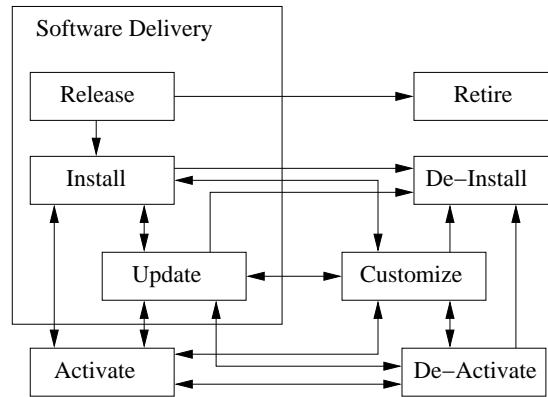 Software Delivery
Release
Retire
Install
De−Install
Update
Customize
Activate
De−Activate